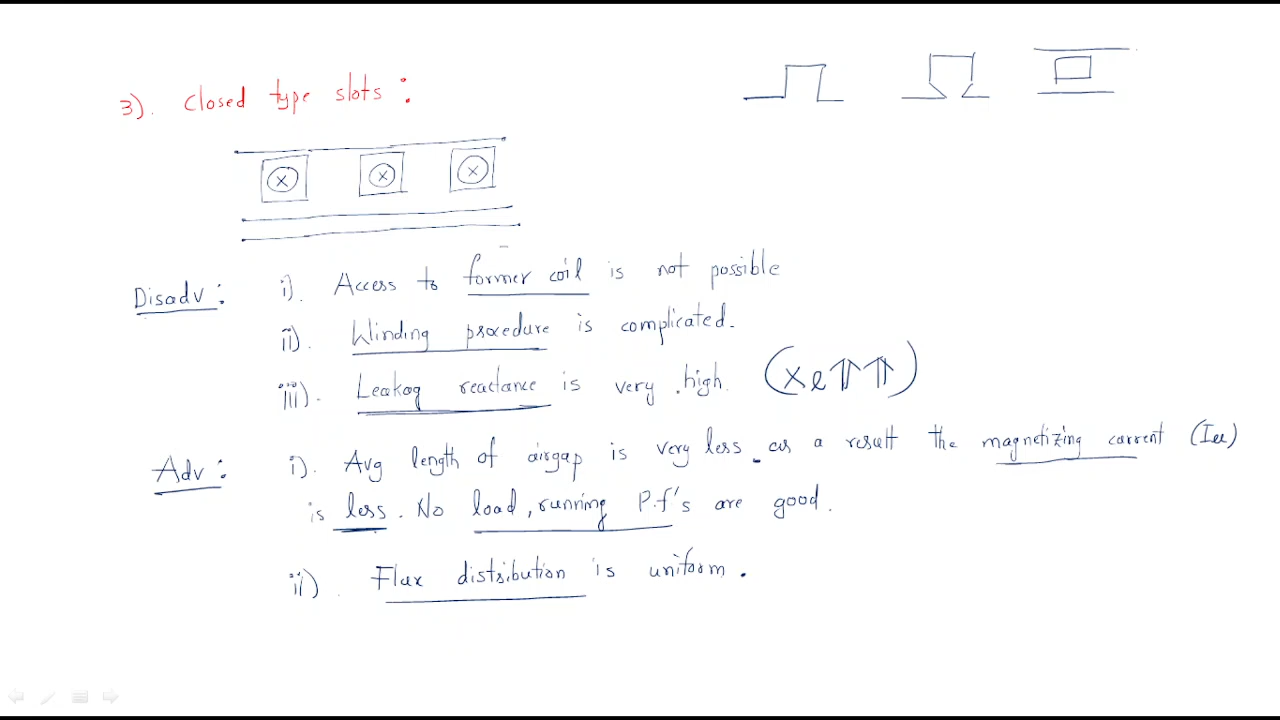 3). Closed type slots :
x x x
Disadv : i). Access to former coil is not possible
ii). Winding procedure is complicated.
iii). Leakag reactance is very high. (xl⇑⇑)
Adv : i). Avg length of airgap is very less. as a result the magnetizing current (Iu)
is less. No load, running P.f's are good.
ii). Flux distribution is uniform.